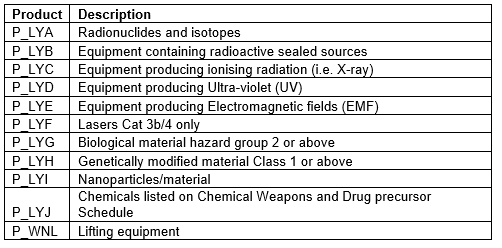 Product Description
P_LYA Radionuclides and isotopes
P_LYB Equipment containing radioactive sealed sources
P_LYC Equipment producing ionising radiation (i.e. X-ray)
P_LYD Equipment producing Ultra-violet (UV)
P_LYE Equipment producing Electromagnetic fields (EMF)
P_LYF Lasers Cat 3b/4 only
P_LYG Biological material hazard group 2 or above
P_LYH Genetically modified material Class 1 or above
P_LYI Nanoparticles/material
Chemicals listed on Chemical Weapons and Drug precursor
P_LYJ Schedule
P_WNL Lifting equipment